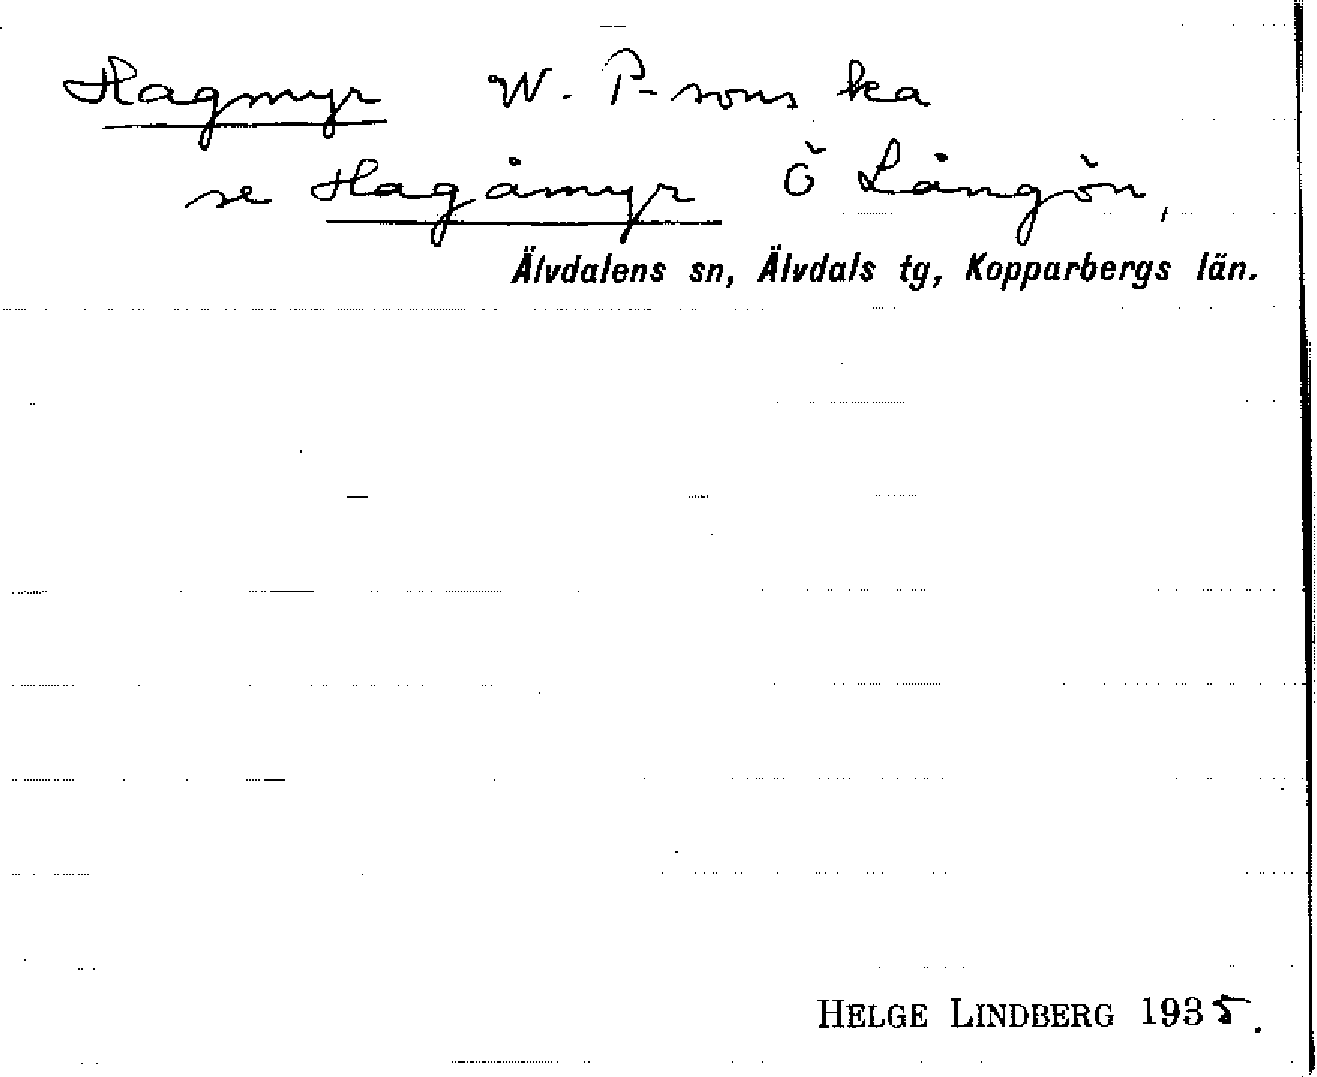 Hagmyr W. P-sons ka
se Hagåmyr Ö Långön,
Älvdalens sn, Älvdals tg, Kopparbergs län.
HELGE LINDBERG 1935.